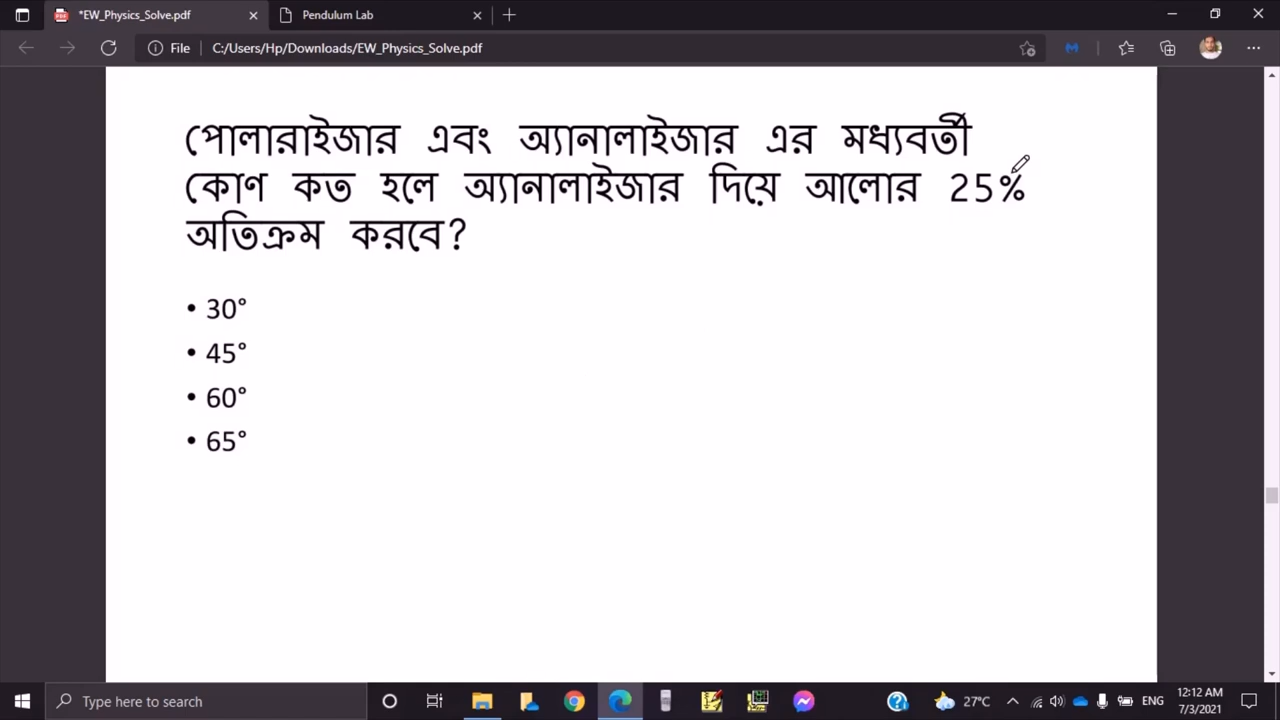 *EW_Physics_Solve.pdf
Pendulum Lab
File
C:/Users/Hp/Downloads/EW_Physics_Solve.pdf
পোলারাইজার এবং অ্যানালাইজার এর মধ্যবর্তী
কোণ কত হলে অ্যানালাইজার দিয়ে আলোর 25%
অতিক্রম করবে?
• 30°
• 45°
• 60°
• 65°
Type here to search
27°C
ENG
12:12 AM
7/3/2021